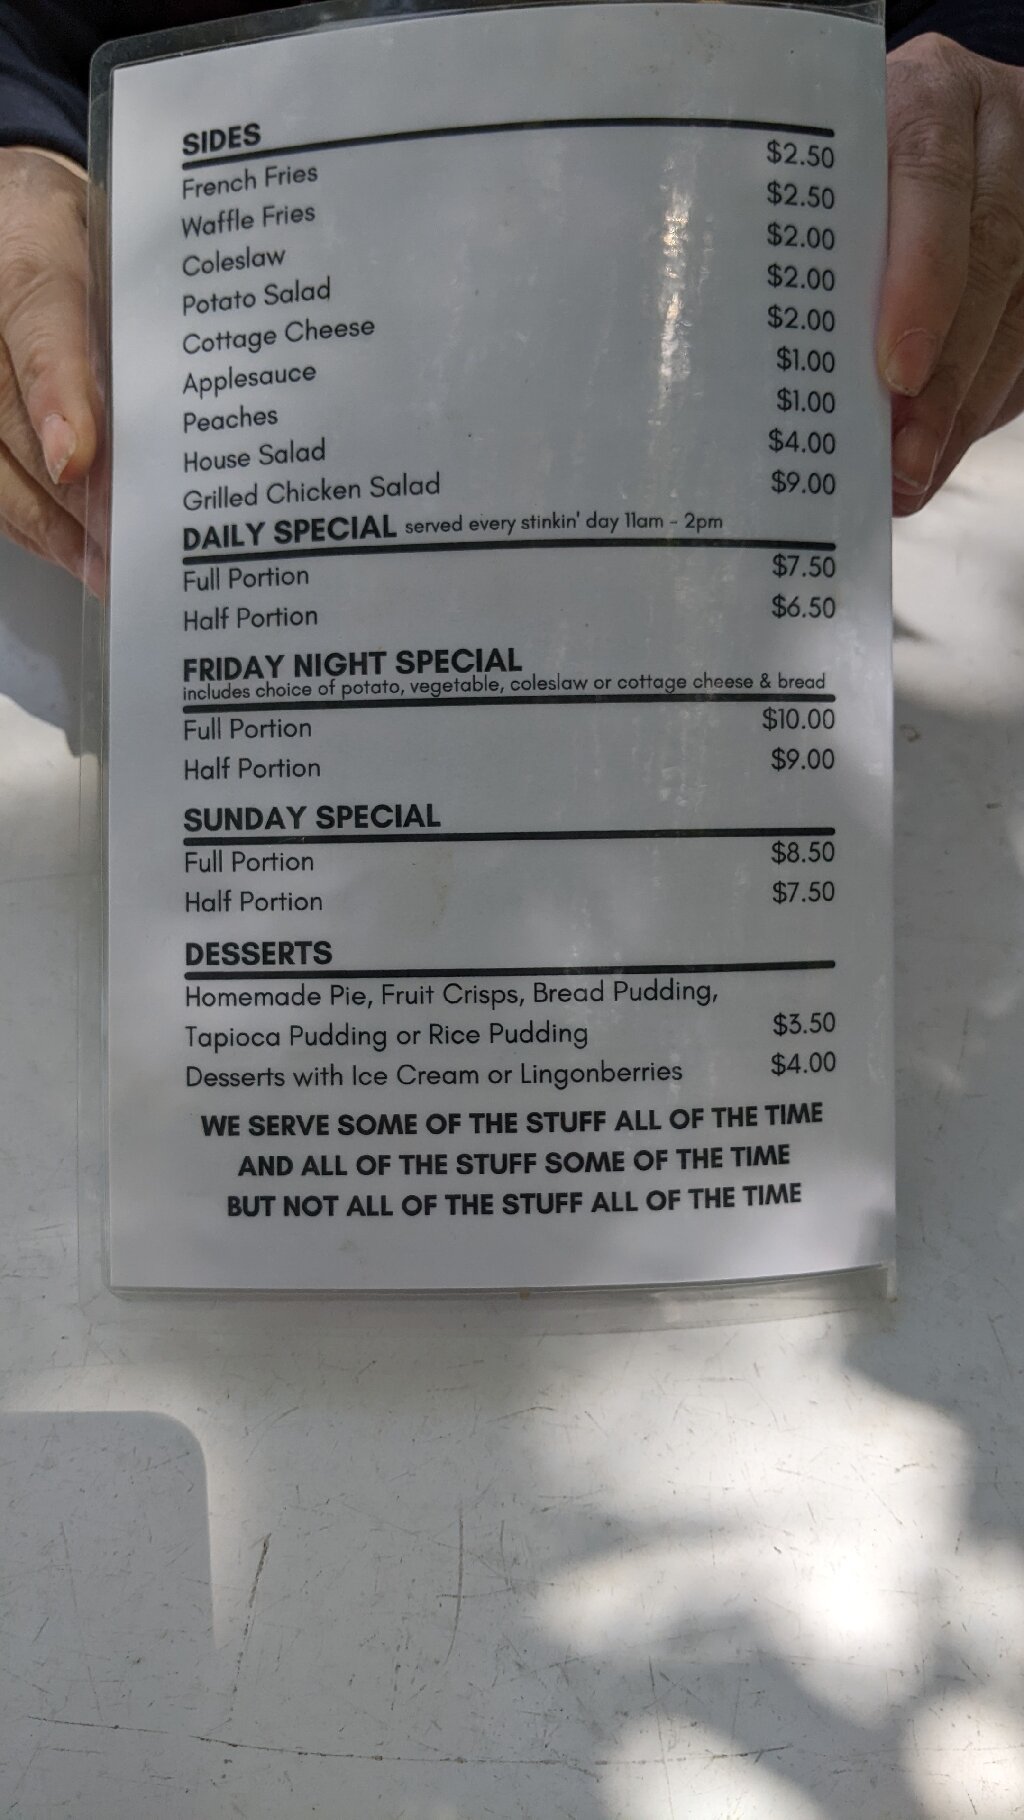 SIDES
French Fries $2.50
Waffle Fries $2.50
Coleslaw $2.00
Potato Salad $2.00
Cottage Cheese $2.00
Applesauce $1.00
Peaches $1.00
House Salad $4.00
Grilled Chicken Salad $9.00
DAILY SPECIAL served every stinkin' day 11am - 2pm
Full Portion $7.50
Half Portion $6.50
FRIDAY NIGHT SPECIAL
includes choice of potato, vegetable, coleslaw or cottage cheese & bread
Full Portion $10.00
Half Portion $9.00
SUNDAY SPECIAL
Full Portion $8.50
Half Portion $7.50
DESSERTS
Homemade Pie, Fruit Crisps, Bread Pudding,
Tapioca Pudding or Rice Pudding $3.50
Desserts with Ice Cream or Lingonberries $4.00
WE SERVE SOME OF THE STUFF ALL OF THE TIME
AND ALL OF THE STUFF SOME OF THE TIME
BUT NOT ALL OF THE STUFF ALL OF THE TIME